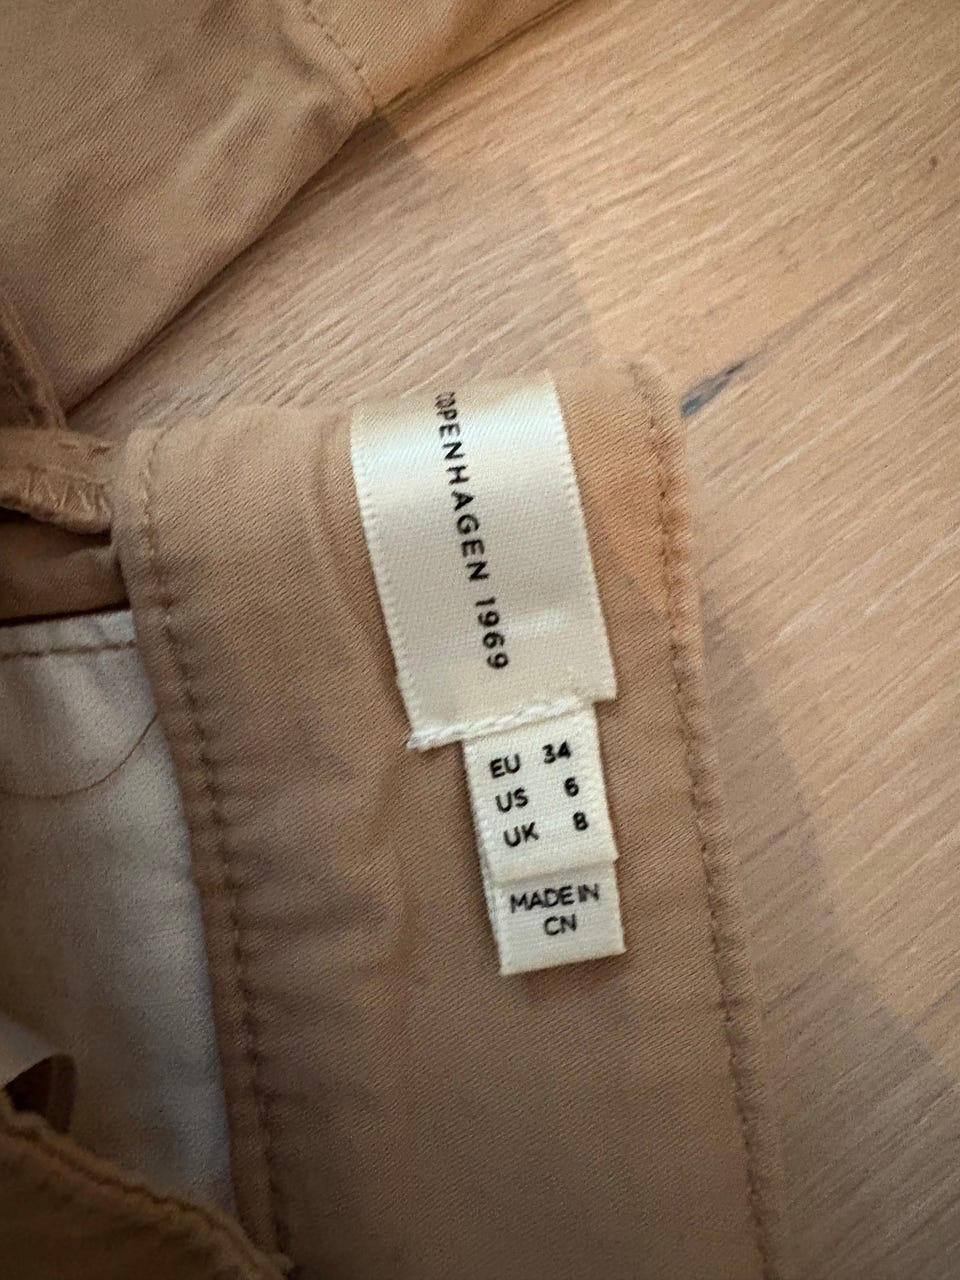 COPENHAGEN 1969
EU 34
US 6
UK 8
MADE IN
CN